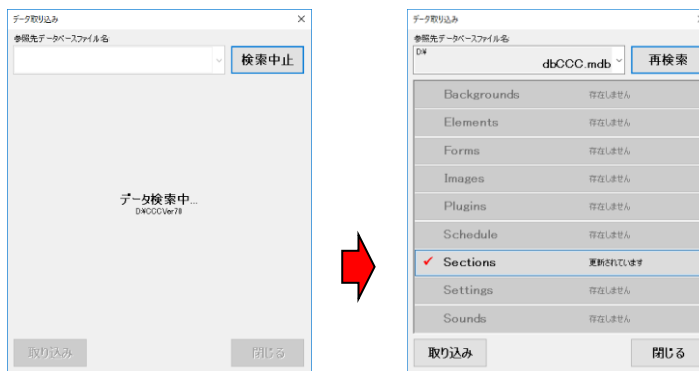 データ取り込み ×
参照先データベースファイル名
検索中止
データ検索中...
D:¥CCCVer78
取り込み 閉じる
データ取り込み
参照先データベースファイル名
D:¥
dbCCC.mdb 再検索
Backgrounds 存在しません
Elements 存在しません
Forms 存在しません
Images 存在しません
Plugins 存在しません
Schedule 存在しません
Sections 更新されています
Settings 存在しません
Sounds 存在しません
取り込み 閉じる